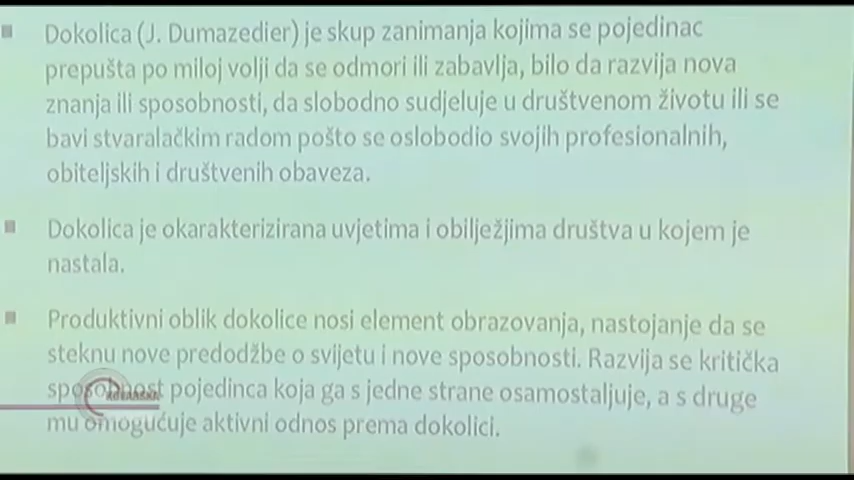 Dokolica (J. Dumazedier) je skup zanimanja kojima se pojedinac
prepušta po miloj volji da se odmori ili zabavlja, bilo da razvija nova
znanja ili sposobnosti, da slobodno sudjeluje u društvenom životu ili se
bavi stvaralačkim radom pošto se oslobodio svojih profesionalnih,
obiteljskih i društvenih obaveza.
Dokolica je okarakterizirana uvjetima i obilježjima društva u kojem je
nastala.
Produktivni oblik dokolice nosi element obrazovanja, nastojanje da se
steknu nove predodžbe o svijetu i nove sposobnosti. Razvija se kritička
sposobnost pojedinca koja ga s jedne strane osamostaljuje, a s druge
mu omogućuje aktivni odnos prema dokolici.